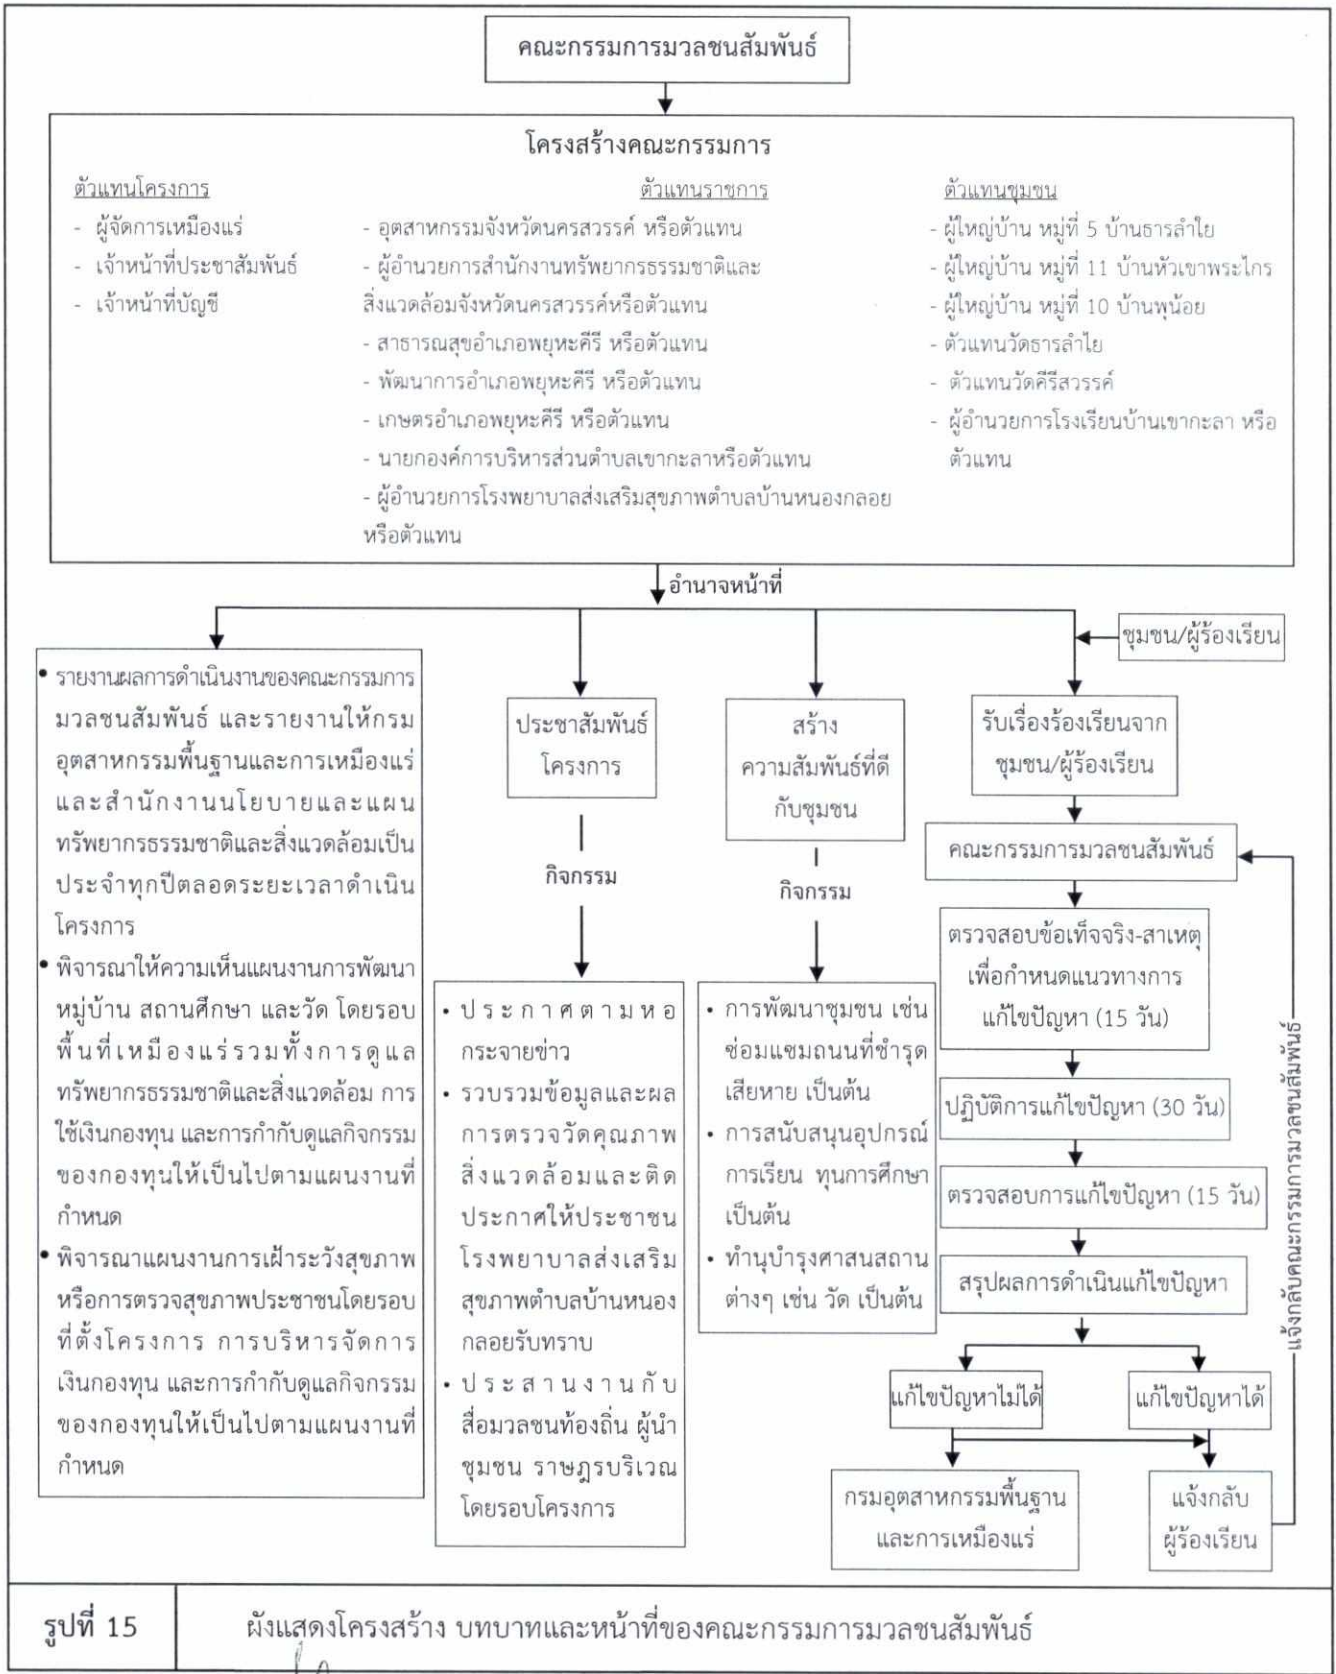 คณะกรรมการมวลชนสัมพันธ์
โครงสร้างคณะกรรมการ
ตัวแทนโครงการ
- ผู้จัดการเหมืองแร่
- เจ้าหน้าที่ประชาสัมพันธ์
- เจ้าหน้าที่บัญชี
ตัวแทนราชการ
- อุตสาหกรรมจังหวัดนครสวรรค์ หรือตัวแทน
- ผู้อำนวยการสำนักงานทรัพยากรธรรมชาติและ
สิ่งแวดล้อมจังหวัดนครสวรรค์หรือตัวแทน
- สาธารณสุขอำเภอพยุหะคีรี หรือตัวแทน
- พัฒนาการอำเภอพยุหะคีรี หรือตัวแทน
- เกษตรอำเภอพยุหะคีรี หรือตัวแทน
- นายกองค์การบริหารส่วนตำบลเขากะลาหรือตัวแทน
- ผู้อำนวยการโรงพยาบาลส่งเสริมสุขภาพตำบลบ้านหนองกลอย
หรือตัวแทน
ตัวแทนชุมชน
- ผู้ใหญ่บ้าน หมู่ที่ 5 บ้านธารลำใย
- ผู้ใหญ่บ้าน หมู่ที่ 11 บ้านหัวเขาพระไกร
- ผู้ใหญ่บ้าน หมู่ที่ 10 บ้านพุน้อย
- ตัวแทนวัดธารลำไย
- ตัวแทนวัดคีรีสวรรค์
- ผู้อำนวยการโรงเรียนบ้านเขากะลา หรือ
ตัวแทน
อำนาจหน้าที่
• รายงานผลการดำเนินงานของคณะกรรมการ
มวลชนสัมพันธ์ และรายงานให้กรม
อุตสาหกรรมพื้นฐานและการเหมืองแร่
และสำนักงานนโยบายและแผน
ทรัพยากรธรรมชาติและสิ่งแวดล้อมเป็น
ประจำทุกปีตลอดระยะเวลาดำเนิน
โครงการ
• พิจารณาให้ความเห็นแผนงานการพัฒนา
หมู่บ้าน สถานศึกษา และวัด โดยรอบ
พื้นที่เหมืองแร่รวมทั้งการดูแล
ทรัพยากรธรรมชาติและสิ่งแวดล้อม การ
ใช้เงินกองทุน และการกำกับดูแลกิจกรรม
ของกองทุนให้เป็นไปตามแผนงานที่
กำหนด
• พิจารณาแผนงานการเฝ้าระวังสุขภาพ
หรือการตรวจสุขภาพประชาชนโดยรอบ
ที่ตั้งโครงการ การบริหารจัดการ
เงินกองทุน และการกำกับดูแลกิจกรรม
ของกองทุนให้เป็นไปตามแผนงานที่
กำหนด
ประชาสัมพันธ์
โครงการ
กิจกรรม
• ประกาศตามหอ
กระจายข่าว
• รวบรวมข้อมูลและผล
การตรวจวัดคุณภาพ
สิ่งแวดล้อมและติด
ประกาศให้ประชาชน
โรงพยาบาลส่งเสริม
สุขภาพตำบลบ้านหนอง
กลอยรับทราบ
• ประสานงานกับ
สื่อมวลชนท้องถิ่น ผู้นำ
ชุมชน ราษฎรบริเวณ
โดยรอบโครงการ
สร้าง
ความสัมพันธ์ที่ดี
กับชุมชน
กิจกรรม
• การพัฒนาชุมชน เช่น
ซ่อมแซมถนนที่ชำรุด
เสียหาย เป็นต้น
• การสนับสนุนอุปกรณ์
การเรียน ทุนการศึกษา
เป็นต้น
• ทำนุบำรุงศาสนสถาน
ต่างๆ เช่น วัด เป็นต้น
ชุมชน/ผู้ร้องเรียน
รับเรื่องร้องเรียนจาก
ชุมชน/ผู้ร้องเรียน
คณะกรรมการมวลชนสัมพันธ์
ตรวจสอบข้อเท็จจริง-สาเหตุ
เพื่อกำหนดแนวทางการ
แก้ไขปัญหา (15 วัน)
ปฏิบัติการแก้ไขปัญหา (30 วัน)
ตรวจสอบการแก้ไขปัญหา (15 วัน)
สรุปผลการดำเนินแก้ไขปัญหา
แก้ไขปัญหาไม่ได้
แก้ไขปัญหาได้
กรมอุตสาหกรรมพื้นฐาน
และการเหมืองแร่
แจ้งกลับ
ผู้ร้องเรียน
แจ้งกลับคณะกรรมการมวลชนสัมพันธ์
รูปที่ 15
ผังแสดงโครงสร้าง บทบาทและหน้าที่ของคณะกรรมการมวลชนสัมพันธ์